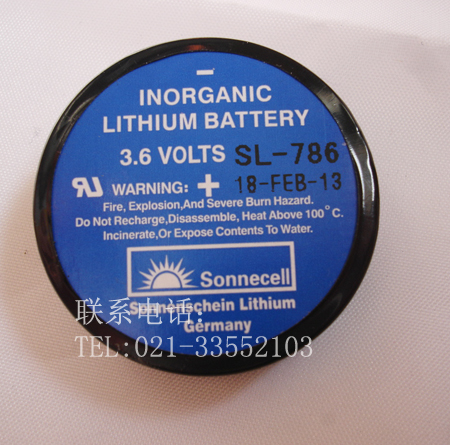 −
INORGANIC
LITHIUM BATTERY
3.6 VOLTS SL-786
WARNING: + 18-FEB-13
Fire, Explosion,And Severe Burn Hazard.
Do Not Recharge,Disassemble, Heat Above 100°C.
Incinerate,Or Expose Contents To Water.
Sonnecell
Sonnenschein Lithium
Germany
联系电话:
TEL:021-33552103